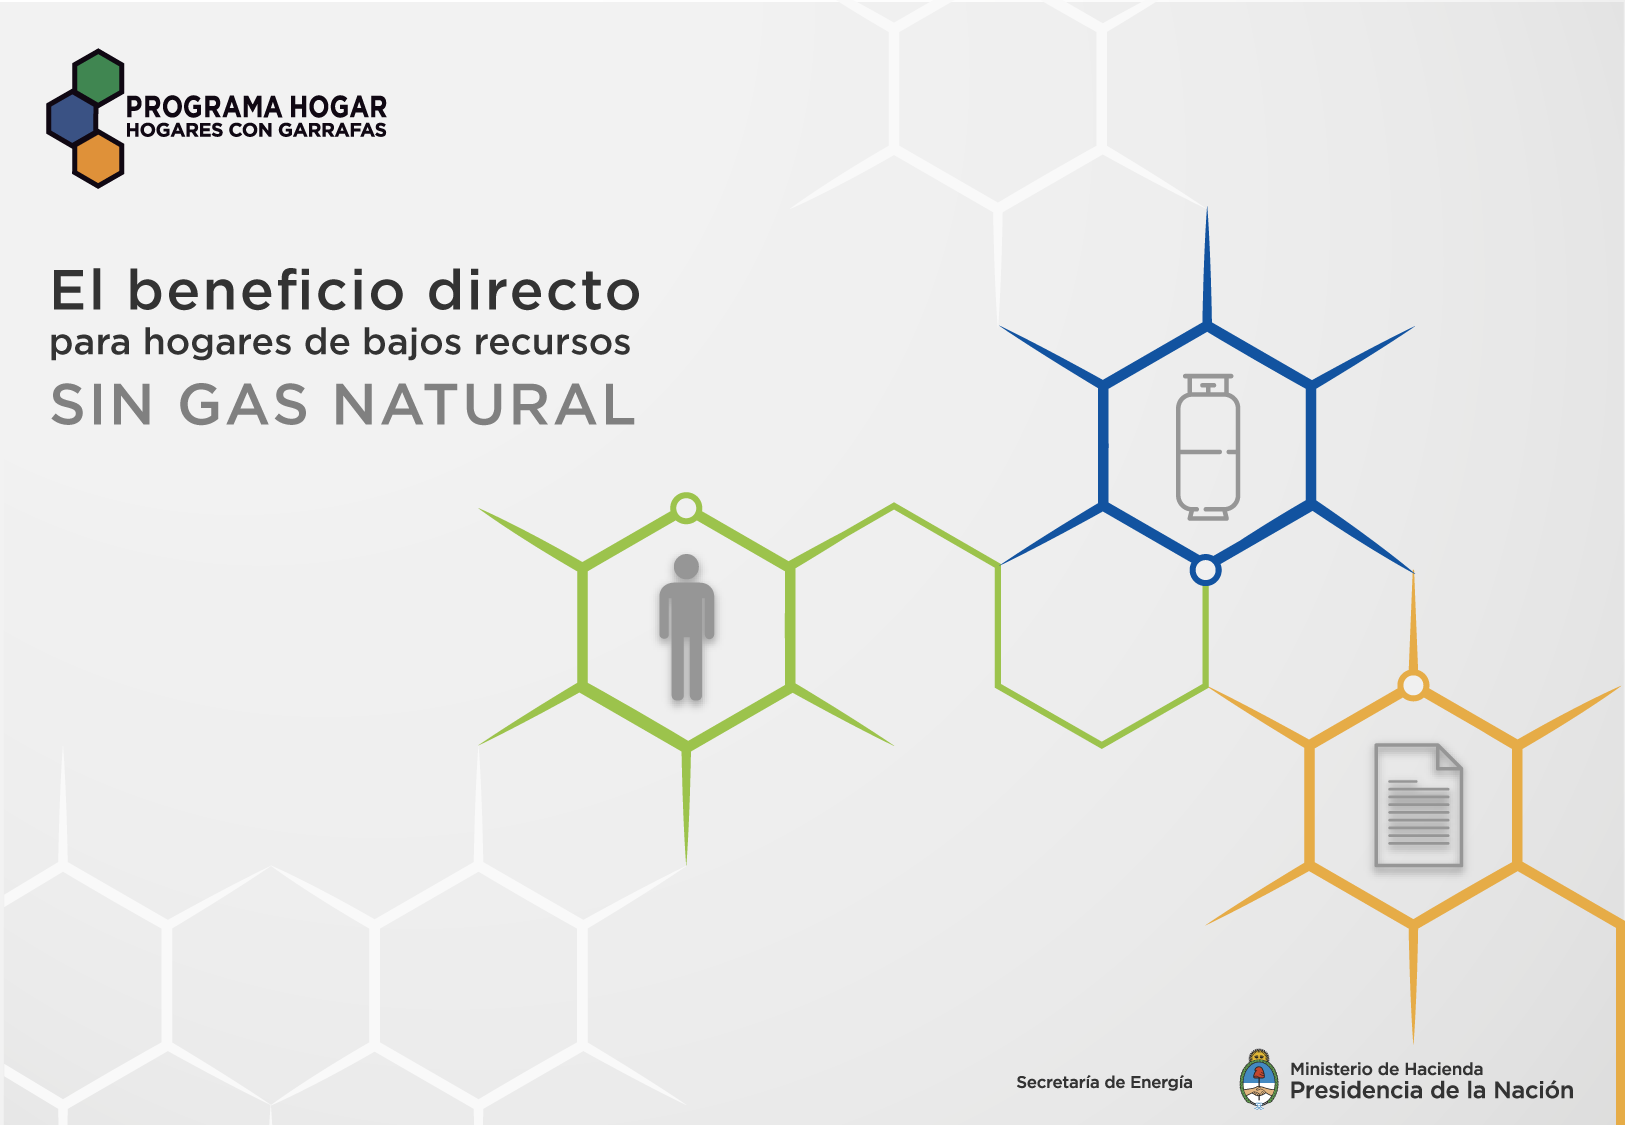 PROGRAMA HOGAR
HOGARES CON GARRAFAS
El beneficio directo
para hogares de bajos recursos
SIN GAS NATURAL
Secretaría de Energía
Ministerio de Hacienda
Presidencia de la Nación